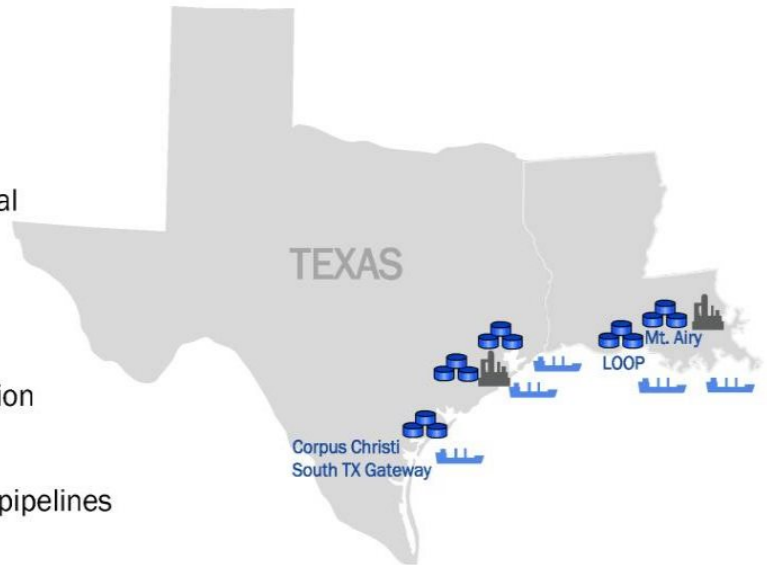 al
TEXAS
Mt. Airy
LOOP
ion
Corpus Christi
South TX Gateway
pipelines